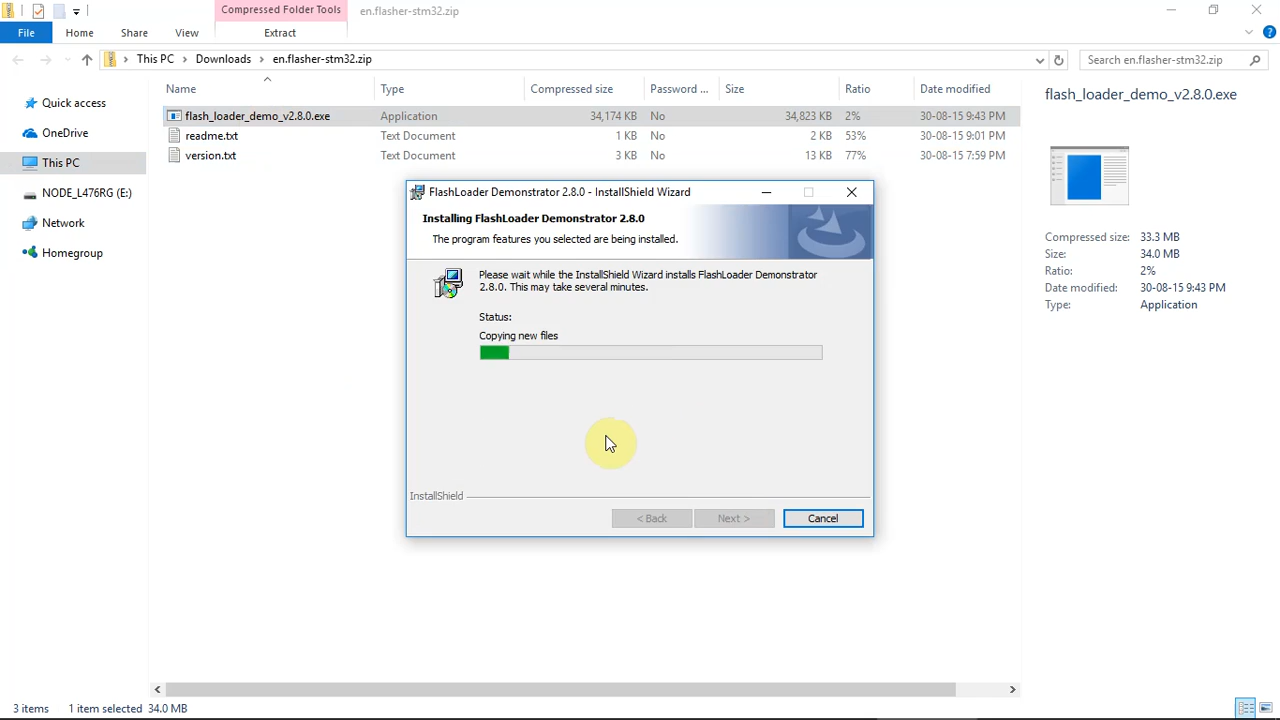 Compressed Folder Tools
en.flasher-stm32.zip
File
Home
Share
View
Extract
This PC
Downloads
en.flasher-stm32.zip
Search en.flasher-stm32.zip
Name
Type
Compressed size
Password ...
Size
Ratio
Date modified
flash_loader_demo_v2.8.0.exe
Application
34,174 KB
No
34,823 KB
2%
30-08-15 9:43 PM
readme.txt
Text Document
1 KB
No
2 KB
53%
30-08-15 9:01 PM
version.txt
Text Document
3 KB
No
13 KB
77%
30-08-15 7:59 PM
Quick access
OneDrive
This PC
NODE_L476RG (E:)
Network
Homegroup
FlashLoader Demonstrator 2.8.0 - InstallShield Wizard
Installing FlashLoader Demonstrator 2.8.0
The program features you selected are being installed.
Please wait while the InstallShield Wizard installs FlashLoader Demonstrator
2.8.0. This may take several minutes.
Status:
Copying new files
InstallShield
< Back
Next >
Cancel
flash_loader_demo_v2.8.0.exe
Compressed size: 33.3 MB
Size: 34.0 MB
Ratio: 2%
Date modified: 30-08-15 9:43 PM
Type: Application
3 items
1 item selected 34.0 MB